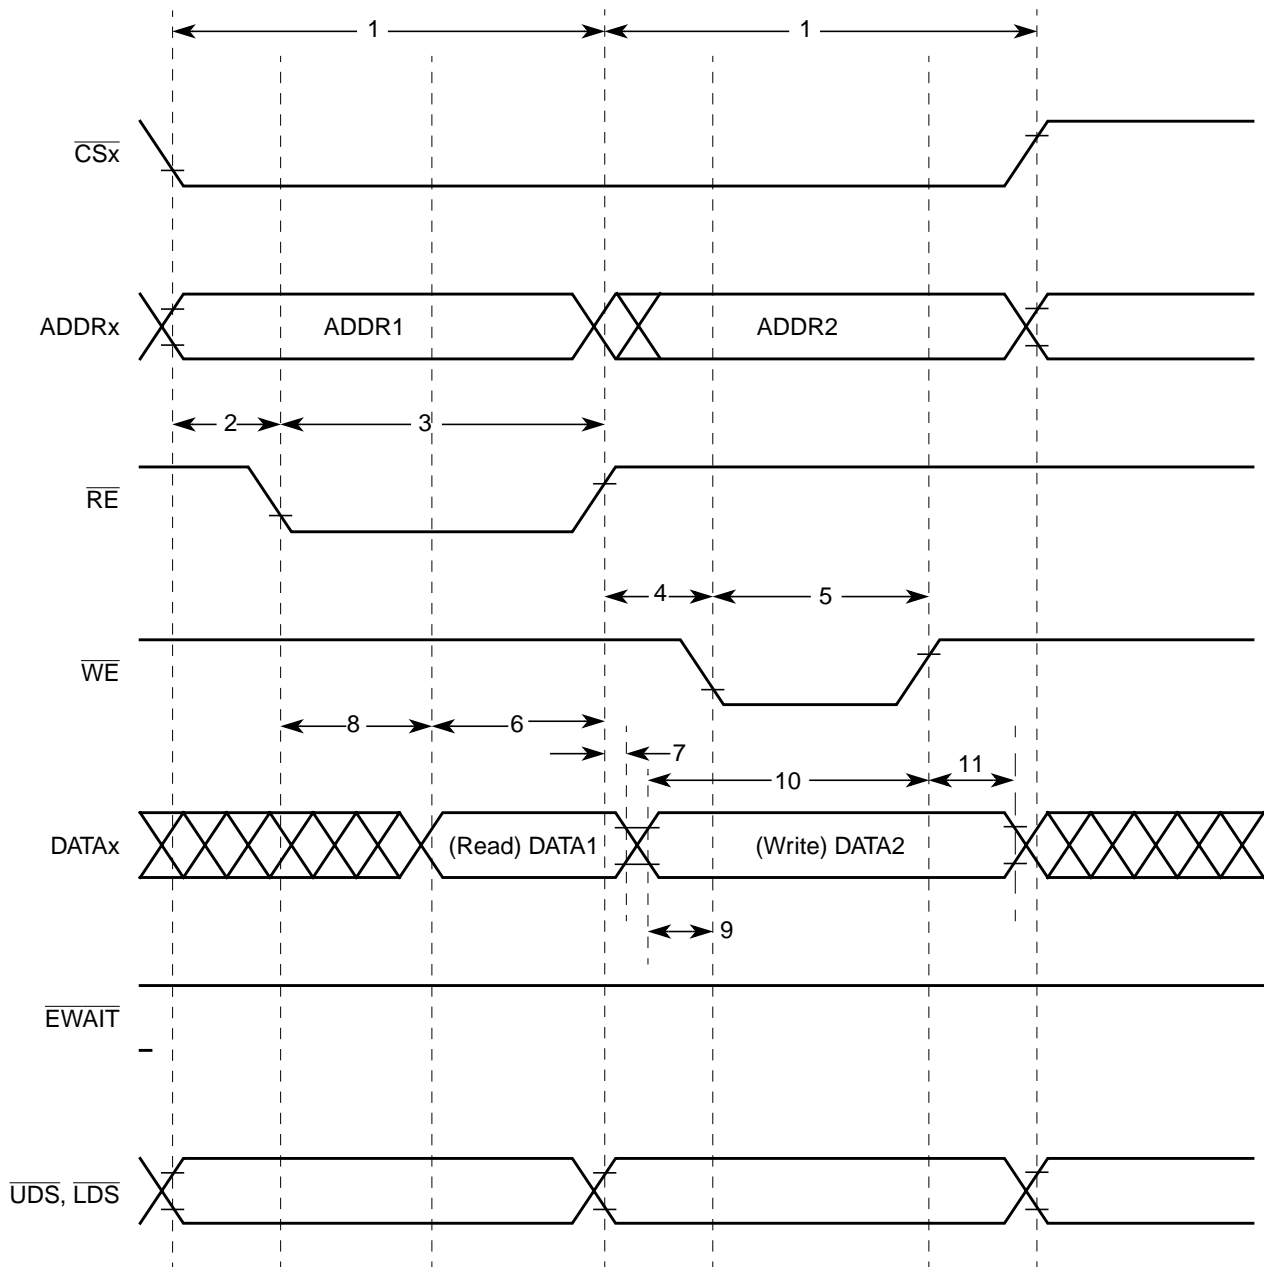 1 1
CSx
ADDRx ADDR1 ADDR2
2 3
RE
4 5
WE
8 6
7
10 11
DATAx (Read) DATA1 (Write) DATA2
9
EWAIT
UDS, LDS